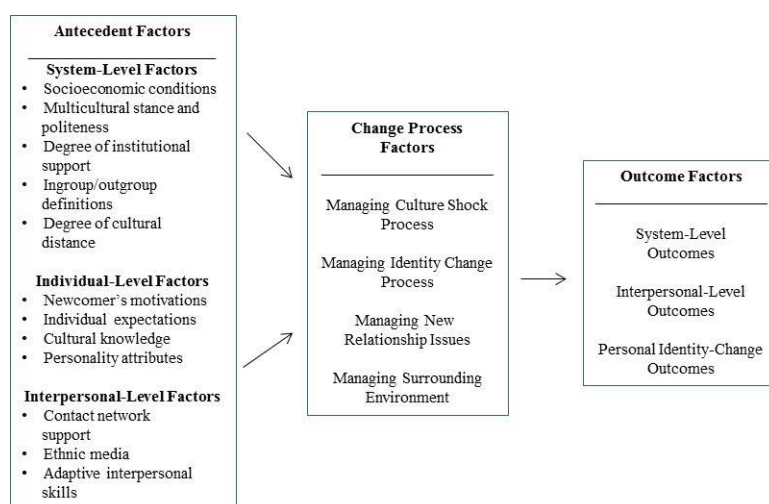 Antecedent Factors
System-Level Factors
• Socioeconomic conditions
• Multicultural stance and
politeness
• Degree of institutional
support
• Ingroup/outgroup
definitions
• Degree of cultural
distance
Individual-Level Factors
• Newcomer's motivations
• Individual expectations
• Cultural knowledge
• Personality attributes
Interpersonal-Level Factors
• Contact network
support
• Ethnic media
• Adaptive interpersonal
skills
Change Process
Factors
Managing Culture Shock
Process
Managing Identity Change
Process
Managing New
Relationship Issues
Managing Surrounding
Environment
Outcome Factors
System-Level
Outcomes
Interpersonal-Level
Outcomes
Personal Identity-Change
Outcomes